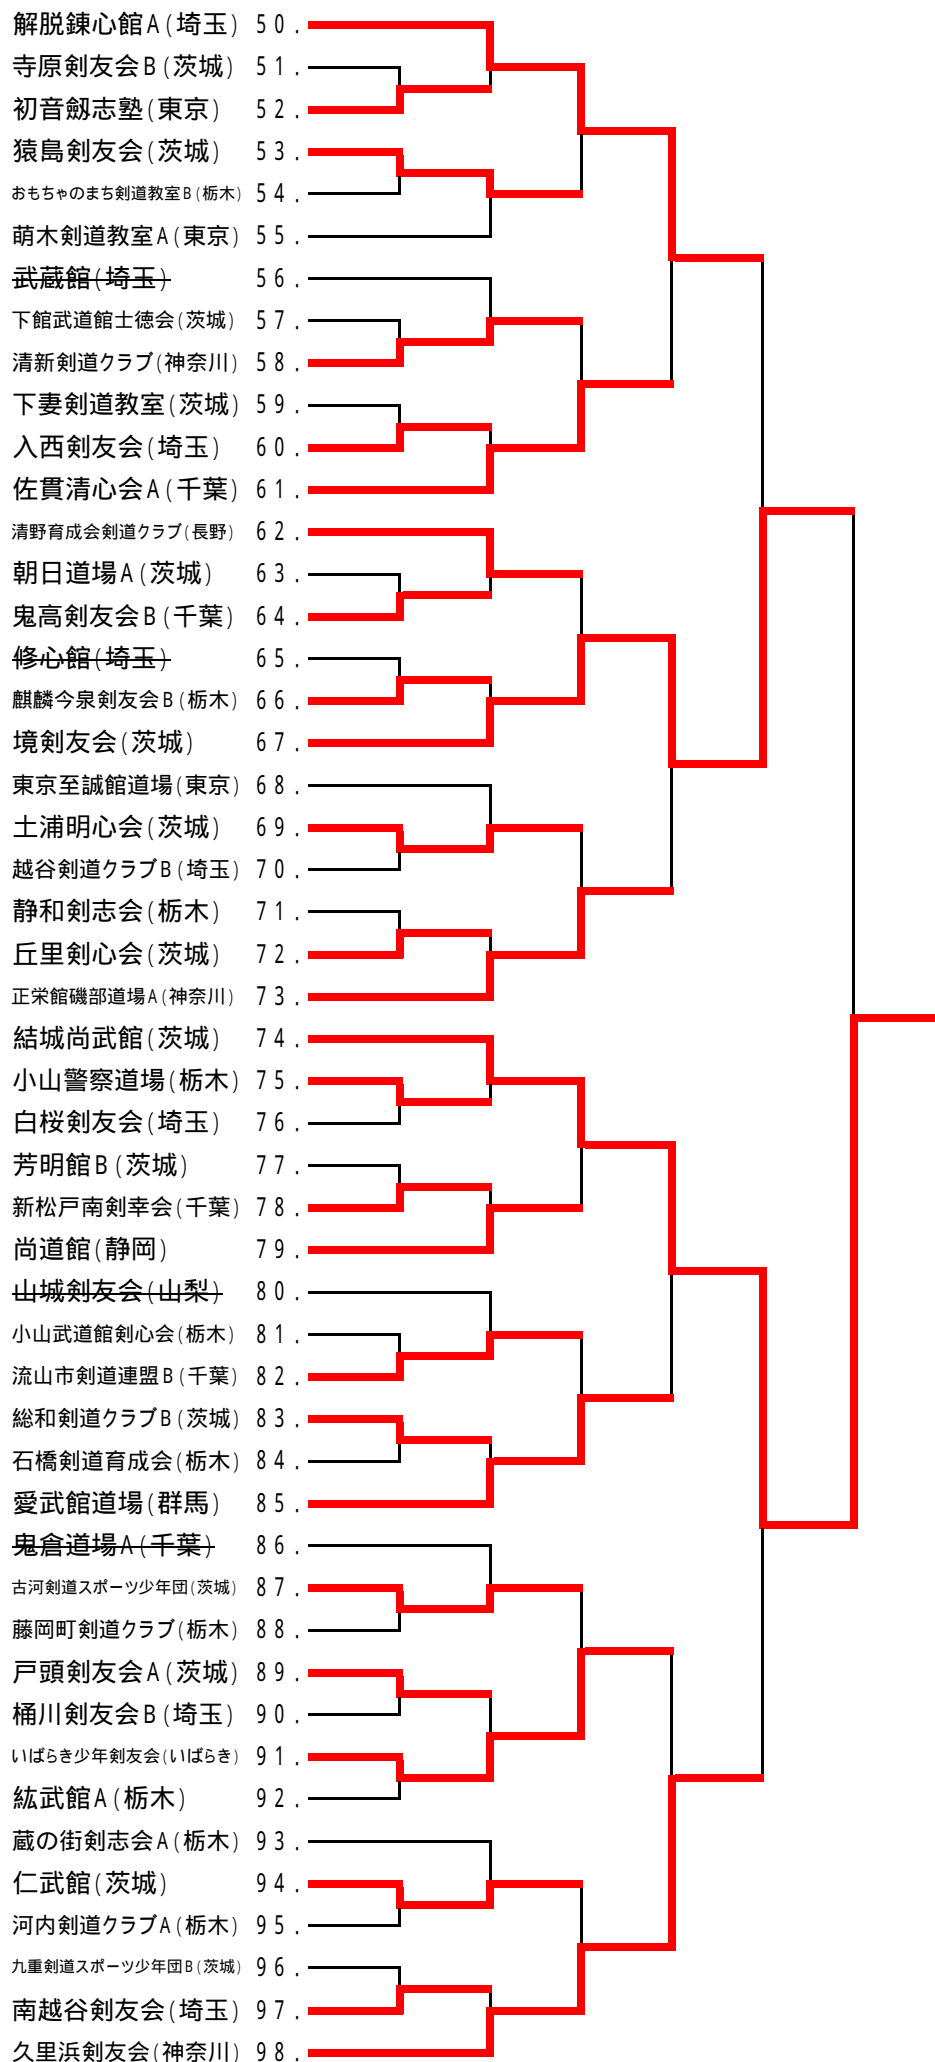 解脱錬心館A(埼玉) 50.
寺原剣友会B(茨城) 51.
初音劔志塾(東京) 52.
猿島剣友会(茨城) 53.
おもちゃのまち剣道教室B(栃木) 54.
萌木剣道教室A(東京) 55.
武蔵館(埼玉) 56.
下館武道館士徳会(茨城) 57.
清新剣道クラブ(神奈川) 58.
下妻剣道教室(茨城) 59.
入西剣友会(埼玉) 60.
佐貫清心会A(千葉) 61.
清野育成会剣道クラブ(長野) 62.
朝日道場A(茨城) 63.
鬼高剣友会B(千葉) 64.
修心館(埼玉) 65.
麒麟今泉剣友会B(栃木) 66.
境剣友会(茨城) 67.
東京至誠館道場(東京) 68.
土浦明心会(茨城) 69.
越谷剣道クラブB(埼玉) 70.
静和剣志会(栃木) 71.
丘里剣心会(茨城) 72.
正栄館磯部道場A(神奈川) 73.
結城尚武館(茨城) 74.
小山警察道場(栃木) 75.
白桜剣友会(埼玉) 76.
芳明館B(茨城) 77.
新松戸南剣幸会(千葉) 78.
尚道館(静岡) 79.
山城剣友会(山梨) 80.
小山武道館剣心会(栃木) 81.
流山市剣道連盟B(千葉) 82.
総和剣道クラブB(茨城) 83.
石橋剣道育成会(栃木) 84.
愛武館道場(群馬) 85.
鬼倉道場A(千葉) 86.
古河剣道スポーツ少年団(茨城) 87.
藤岡町剣道クラブ(栃木) 88.
戸頭剣友会A(茨城) 89.
桶川剣友会B(埼玉) 90.
いばらき少年剣友会(いばらき) 91.
紘武館A(栃木) 92.
蔵の街剣志会A(栃木) 93.
仁武館(茨城) 94.
河内剣道クラブA(栃木) 95.
九重剣道スポーツ少年団B(茨城) 96.
南越谷剣友会(埼玉) 97.
久里浜剣友会(神奈川) 98.